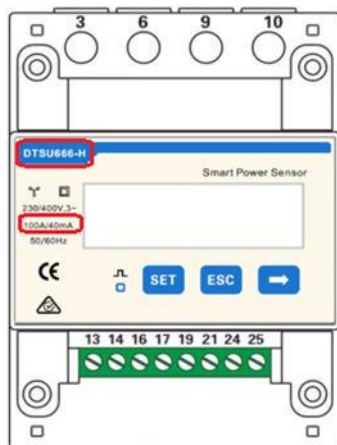 3 6 9 10
DTSU666-H
Smart Power Sensor
230/400V,3~
100A/40mA
50/60Hz
CE
SET ESC
13 14 16 17 19 21 24 25